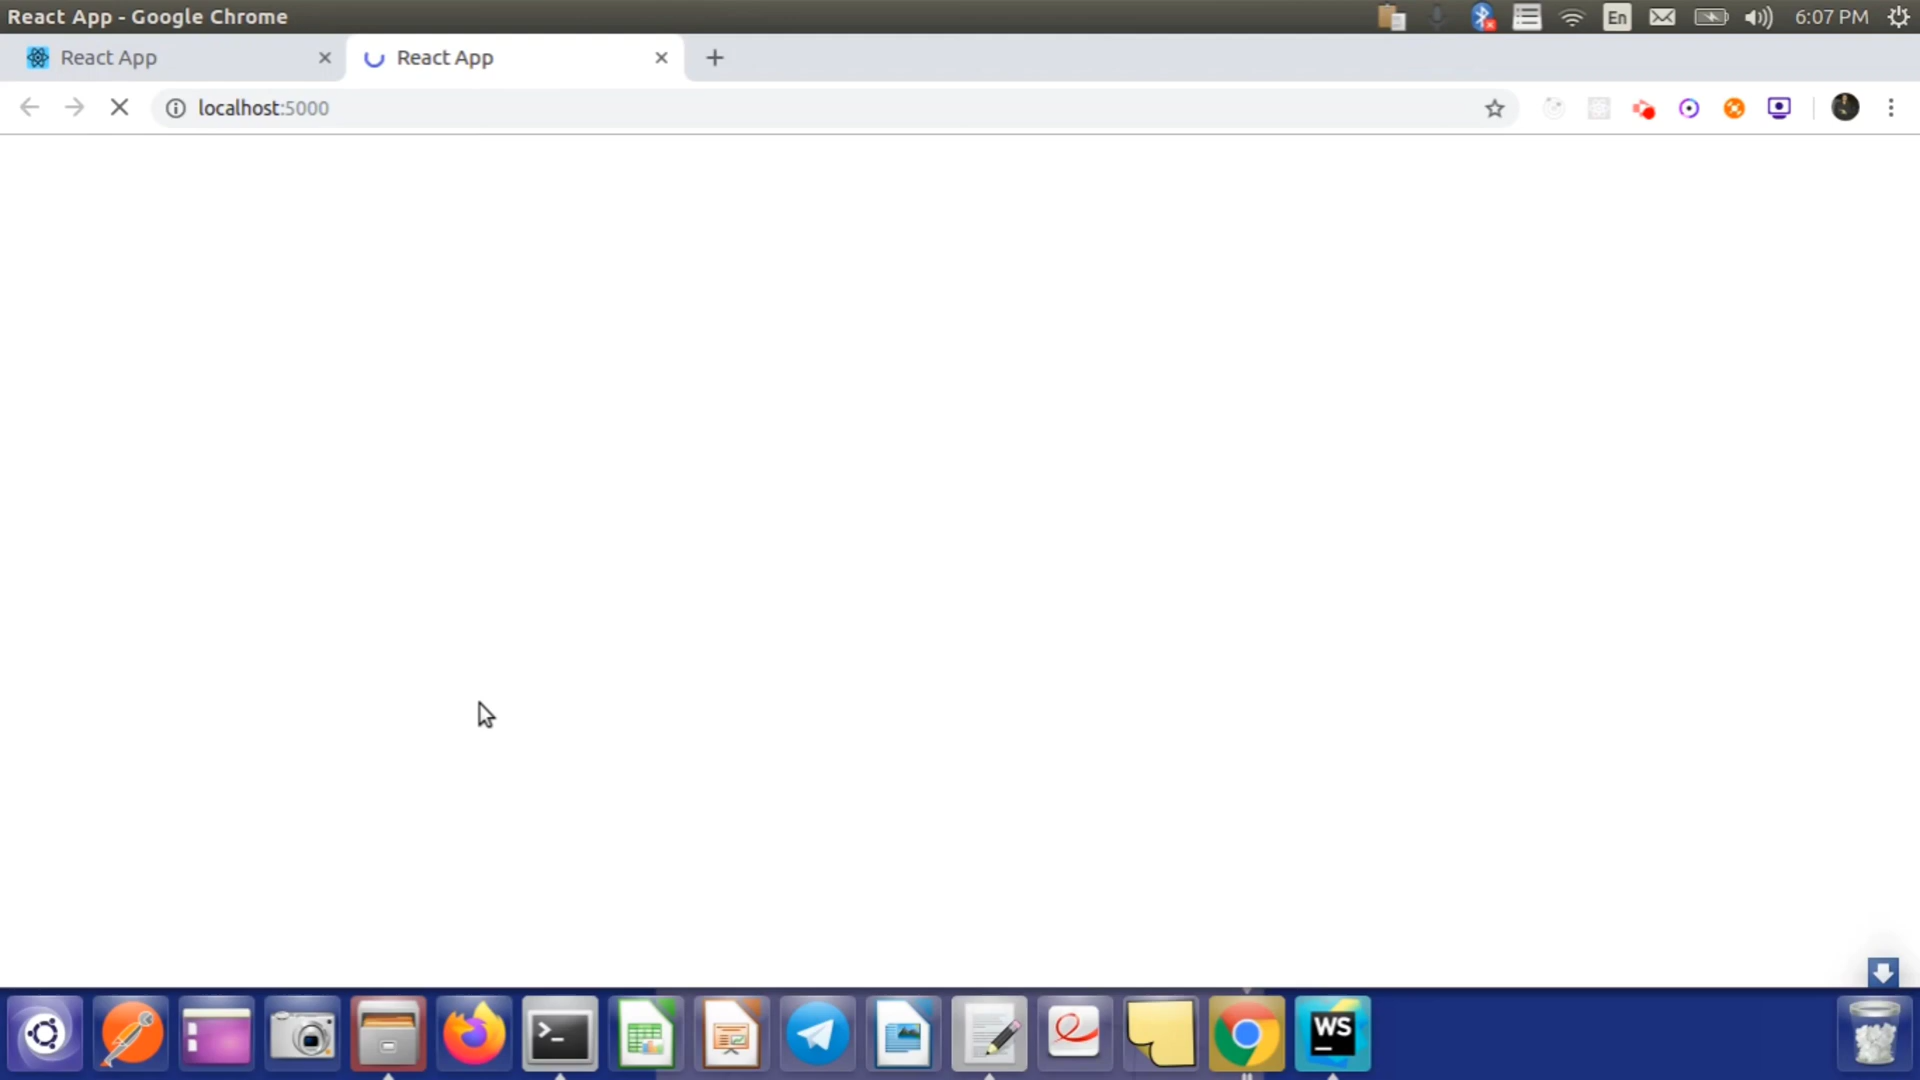 React App - Google Chrome
En
6:07 PM
React App
React App
localhost:5000
WS